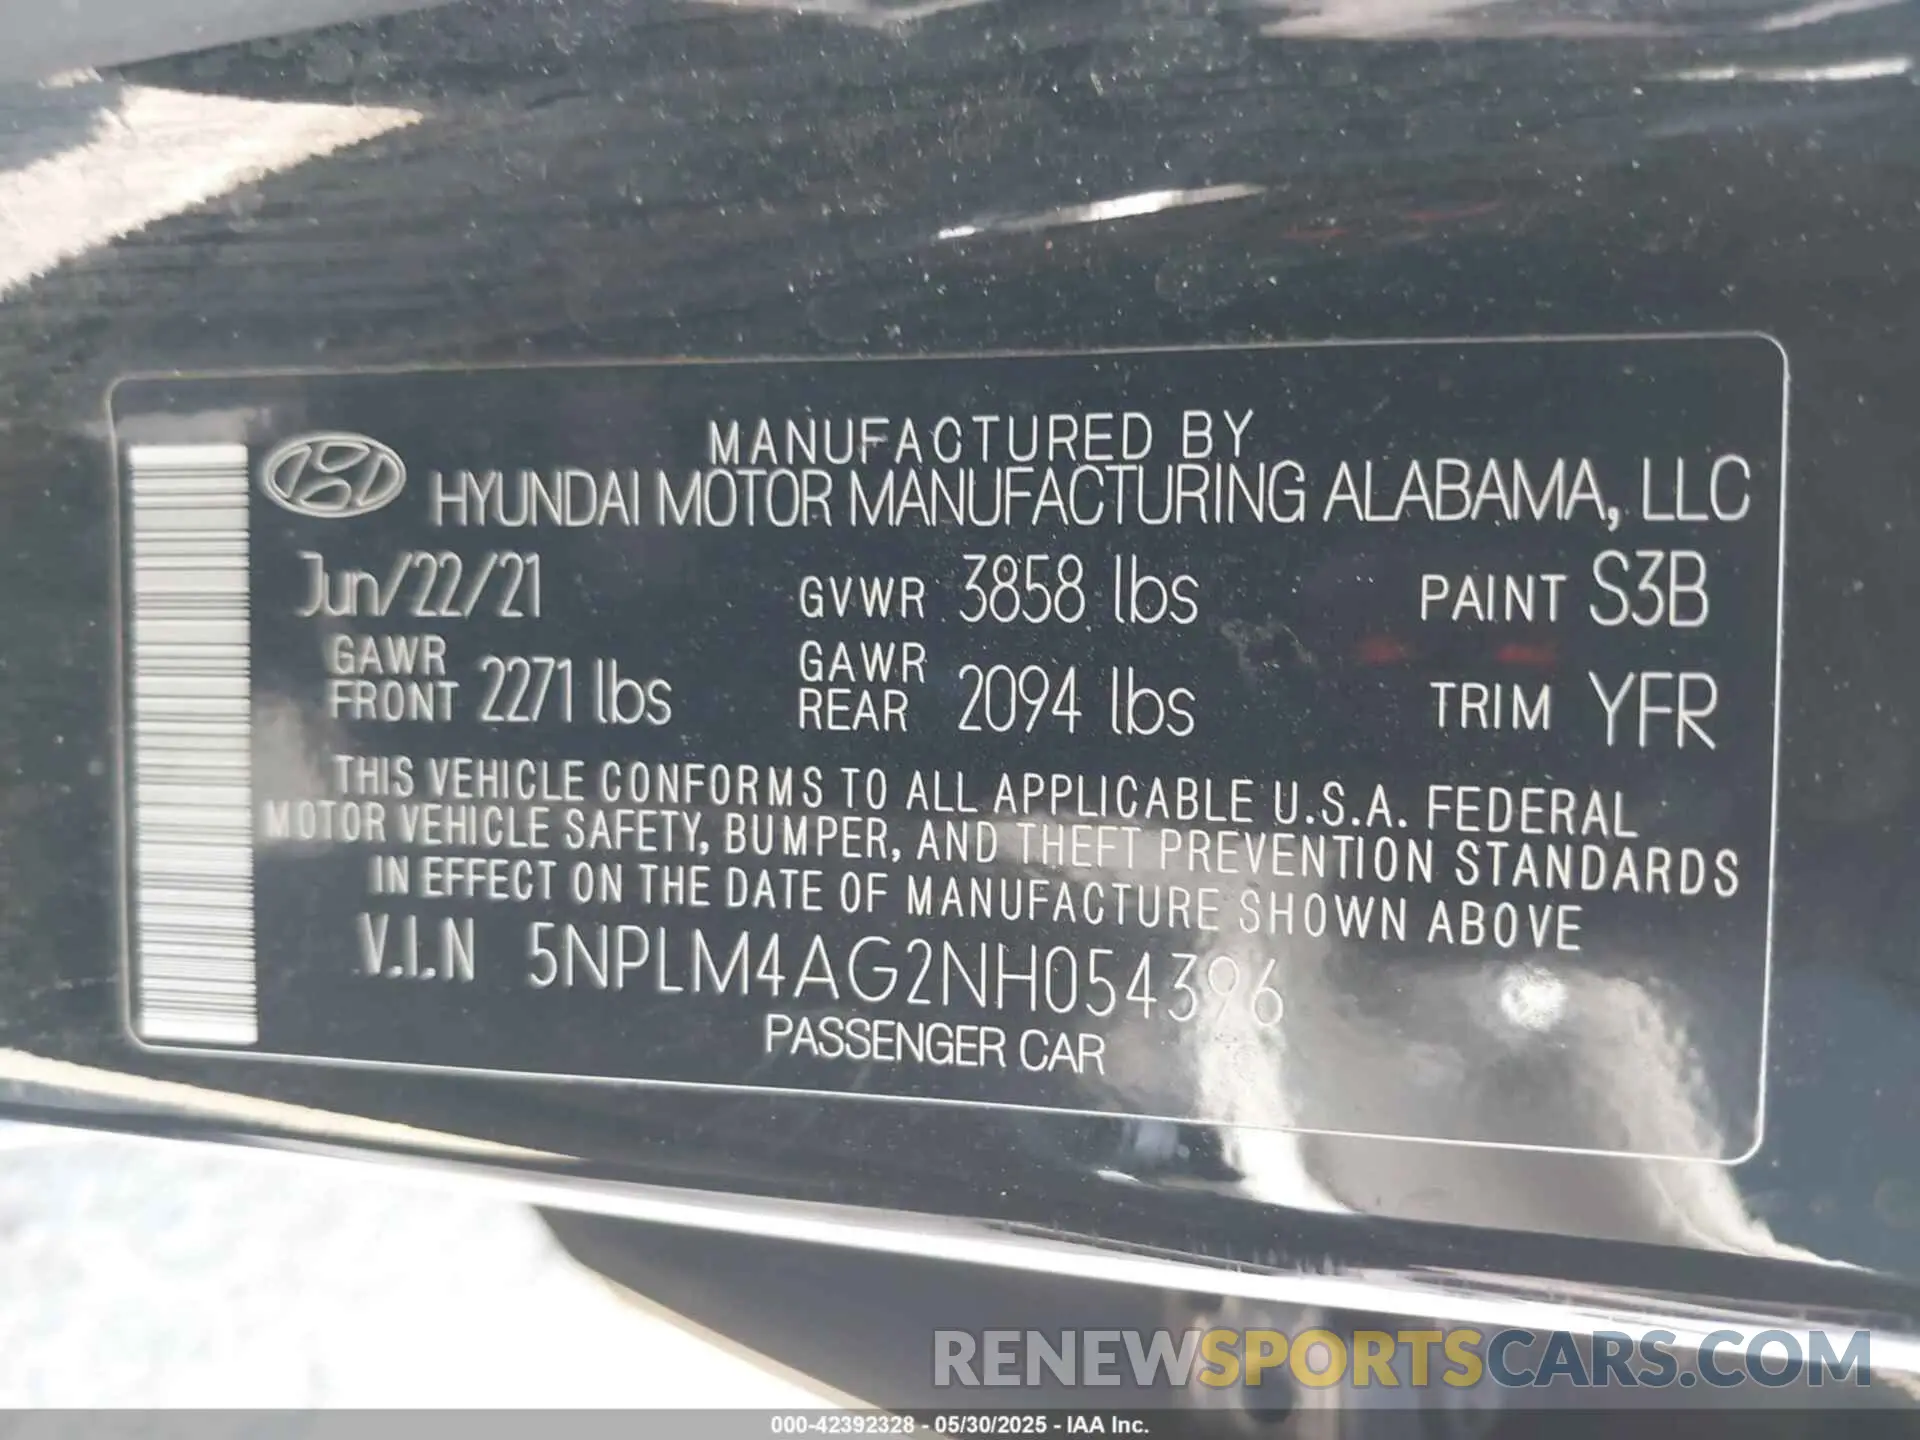 MANUFACTURED BY
HYUNDAI MOTOR MANUFACTURING ALABAMA, LLC
Jun/22/21 GVWR : 3858 lbs PAINT S3B
GAWR FRONT 2271 lbs GAWR REAR 2094 lbs TRIM YFR
THIS VEHICLE CONFORMS TO ALL APPLICABLE U.S.A. FEDERAL
MOTOR VEHICLE SAFETY, BUMPER, AND THEFT PREVENTION STANDARDS
IN EFFECT ON THE DATE OF MANUFACTURE SHOWN ABOVE
V.I.N 5NPLM4AG2NH054396
PASSENGER CAR
RENEWSPORTSCARS.COM
000-42392328 - 05/30/2025 - IAA Inc.